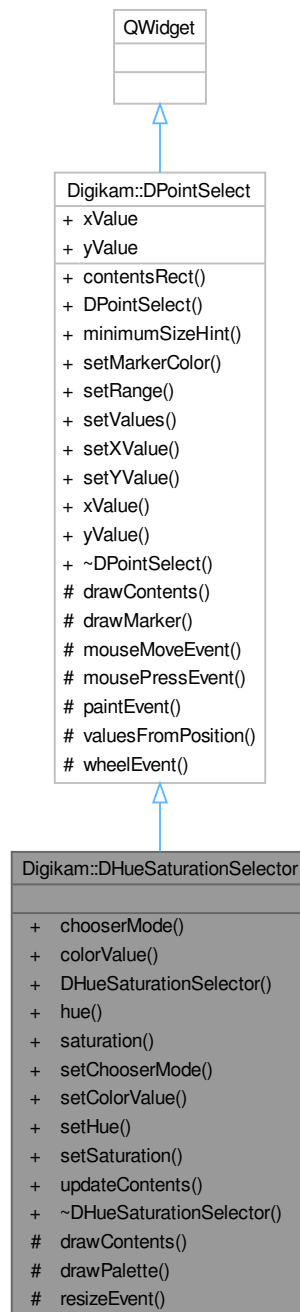 QWidget
Digikam::DPointSelect
+ xValue
+ yValue
+ contentsRect()
+ DPointSelect()
+ minimumSizeHint()
+ setMarkerColor()
+ setRange()
+ setValues()
+ setXValue()
+ setYValue()
+ xValue()
+ yValue()
+ ~DPointSelect()
# drawContents()
# drawMarker()
# mouseMoveEvent()
# mousePressEvent()
# paintEvent()
# valuesFromPosition()
# wheelEvent()
Digikam::DHueSaturationSelector
+ chooserMode()
+ colorValue()
+ DHueSaturationSelector()
+ hue()
+ saturation()
+ setChooserMode()
+ setColorValue()
+ setHue()
+ setSaturation()
+ updateContents()
+ ~DHueSaturationSelector()
# drawContents()
# drawPalette()
# resizeEvent()